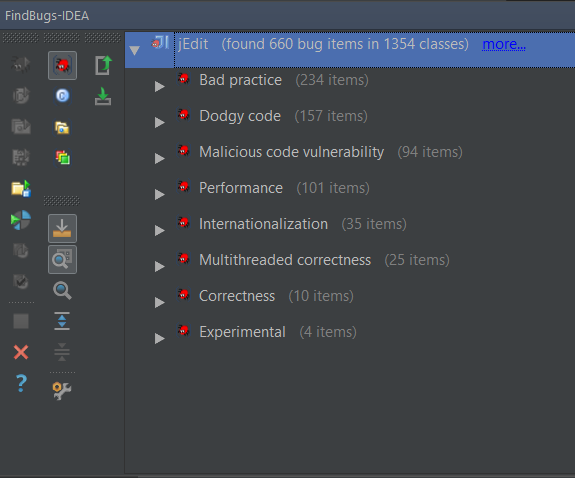 FindBugs-IDEA
jEdit (found 660 bug items in 1354 classes) more...
Bad practice (234 items)
Dodgy code (157 items)
Malicious code vulnerability (94 items)
Performance (101 items)
Internationalization (35 items)
Multithreaded correctness (25 items)
Correctness (10 items)
Experimental (4 items)